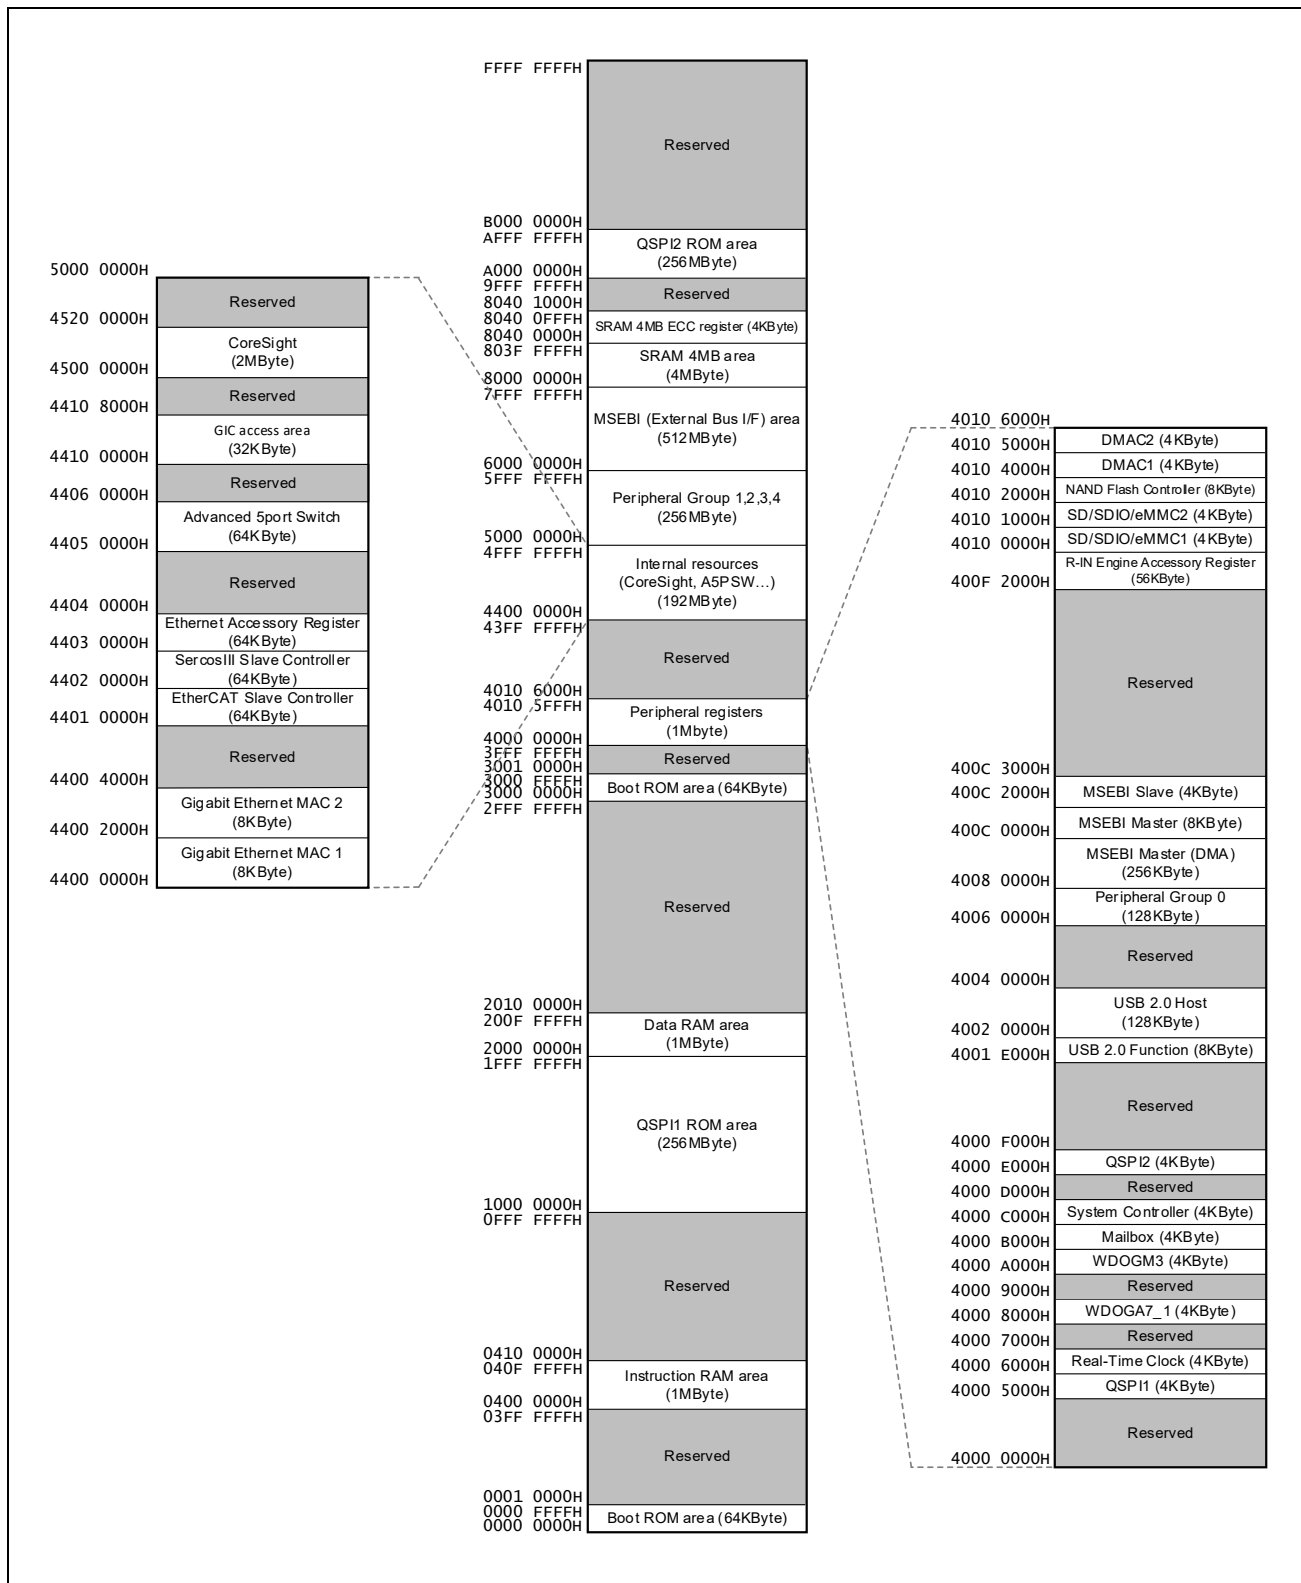 FFFF FFFFH
Reserved
B000 0000H
AFFF FFFFH
QSPI2 ROM area
(256MByte)
A000 0000H
9FFF FFFFH
Reserved
8040 1000H
8040 0FFFH
SRAM 4MB ECC register (4KByte)
8040 0000H
803F FFFFH
SRAM 4MB area
(4MByte)
8000 0000H
7FFF FFFFH
MSEBI (External Bus I/F) area
(512MByte)
6000 0000H
5FFF FFFFH
Peripheral Group 1,2,3,4
(256MByte)
5000 0000H
4FFF FFFFH
Internal resources
(CoreSight, A5PSW...)
(192MByte)
4400 0000H
43FF FFFFH
Reserved
4010 6000H
4010 5FFFH
Peripheral registers
(1Mbyte)
4000 0000H
3FFF FFFFH
Reserved
3001 0000H
3000 FFFFH
Boot ROM area (64KByte)
3000 0000H
2FFF FFFFH
Reserved
2010 0000H
200F FFFFH
Data RAM area
(1MByte)
2000 0000H
1FFF FFFFH
QSPI1 ROM area
(256MByte)
1000 0000H
0FFF FFFFH
Reserved
0410 0000H
040F FFFFH
Instruction RAM area
(1MByte)
0400 0000H
03FF FFFFH
Reserved
0001 0000H
0000 FFFFH
Boot ROM area (64KByte)
0000 0000H
5000 0000H
Reserved
4520 0000H
CoreSight
(2MByte)
4500 0000H
Reserved
4410 8000H
GIC access area
(32KByte)
4410 0000H
Reserved
4406 0000H
Advanced 5port Switch
(64KByte)
4405 0000H
Reserved
4404 0000H
Ethernet Accessory Register
(64KByte)
4403 0000H
SercosIII Slave Controller
(64KByte)
4402 0000H
EtherCAT Slave Controller
(64KByte)
4401 0000H
Reserved
4400 4000H
Gigabit Ethernet MAC 2
(8KByte)
4400 2000H
Gigabit Ethernet MAC 1
(8KByte)
4400 0000H
4010 6000H
DMAC2 (4KByte)
4010 5000H
DMAC1 (4KByte)
4010 4000H
NAND Flash Controller (8KByte)
4010 2000H
SD/SDIO/eMMC2 (4KByte)
4010 1000H
SD/SDIO/eMMC1 (4KByte)
4010 0000H
R-IN Engine Accessory Register
(56KByte)
400F 2000H
Reserved
400C 3000H
MSEBI Slave (4KByte)
400C 2000H
MSEBI Master (8KByte)
400C 0000H
MSEBI Master (DMA)
(256KByte)
4008 0000H
Peripheral Group 0
(128KByte)
4006 0000H
Reserved
4004 0000H
USB 2.0 Host
(128KByte)
4002 0000H
USB 2.0 Function (8KByte)
4001 E000H
Reserved
4000 F000H
QSPI2 (4KByte)
4000 E000H
Reserved
4000 D000H
System Controller (4KByte)
4000 C000H
Mailbox (4KByte)
4000 B000H
WDOGM3 (4KByte)
4000 A000H
Reserved
4000 9000H
WDOGA7_1 (4KByte)
4000 8000H
Reserved
4000 7000H
Real-Time Clock (4KByte)
4000 6000H
QSPI1 (4KByte)
4000 5000H
Reserved
4000 0000H